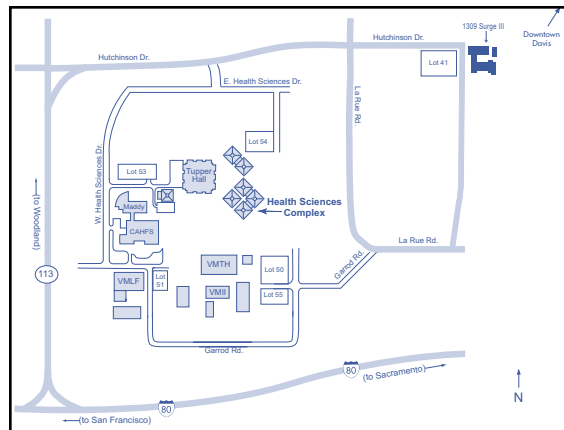 1309 Surge III
Downtown
Davis
Hutchinson Dr.
Hutchinson Dr.
Lot 41
E. Health Sciences Dr.
La Rue Rd.
Lot 54
W. Health Sciences Dr.
Lot 53
Tupper
Hall
Maddy
Health Sciences
Complex
CAHFS
(to Woodland)
La Rue Rd.
113
VMTH
Lot 50
Garrod Rd.
VMLF
Lot
51
VMII
Lot 55
Garrod Rd.
80
(to Sacramento)
80
(to San Francisco)
N